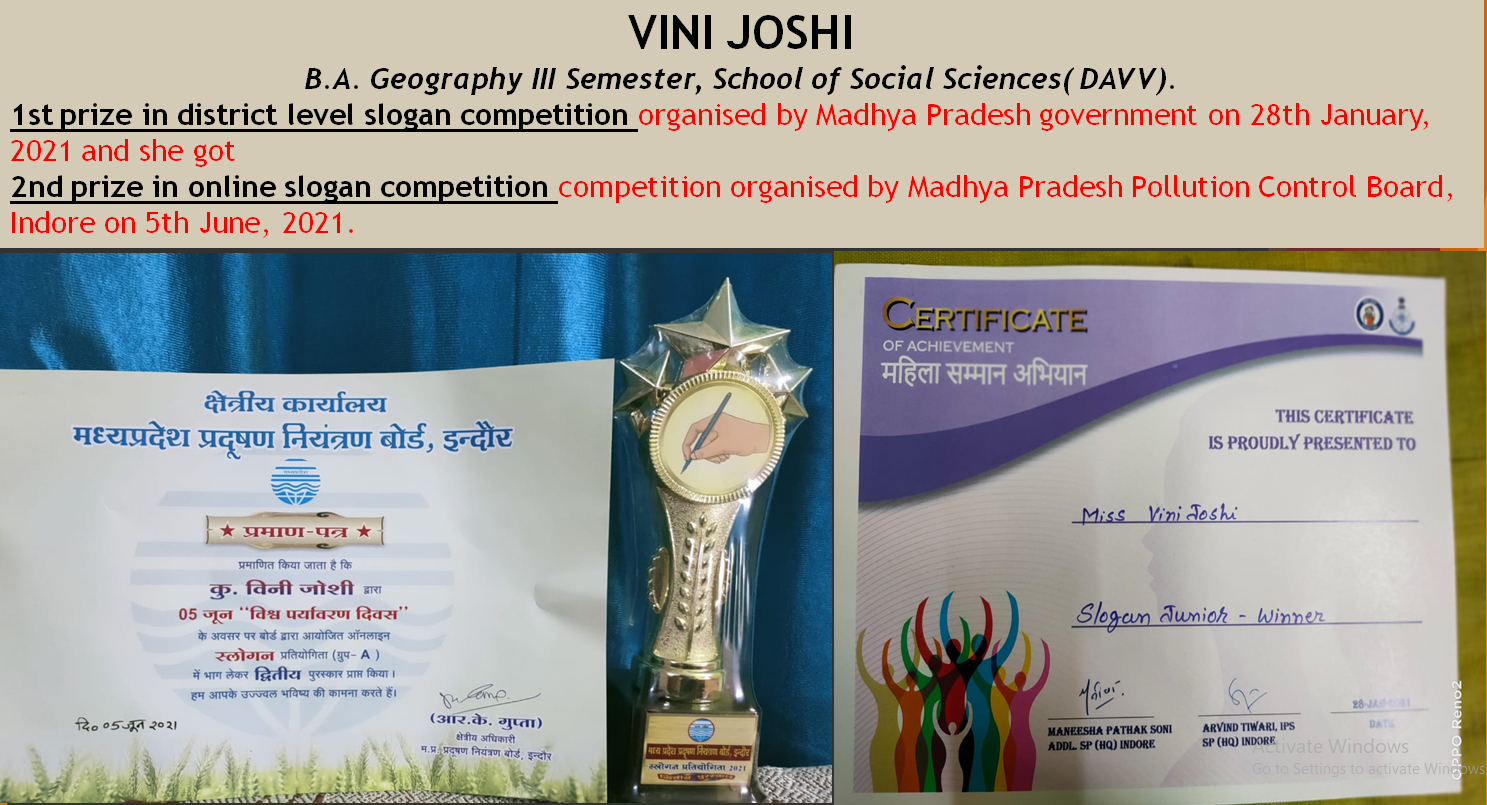 VINI JOSHI
B.A. Geography III Semester, School of Social Sciences( DAVV).
1st prize in district level slogan competition organised by Madhya Pradesh government on 28th January,
2021 and she got
2nd prize in online slogan competition competition organised by Madhya Pradesh Pollution Control Board,
Indore on 5th June, 2021.
क्षेत्रीय कार्यालय
मध्यप्रदेश प्रदूषण नियंत्रण बोर्ड, इन्दौर
★ प्रमाण-पत्र ★
प्रमाणित किया जाता है कि
कु. विनी जोशी द्वारा
05 जून "विश्व पर्यावरण दिवस"
के अवसर पर बोर्ड द्वारा आयोजित ऑनलाइन
स्लोगन प्रतियोगिता (ग्रुप- A )
में भाग लेकर द्वितीय पुरस्कार प्राप्त किया।
हम आपके उज्ज्वल भविष्य की कामना करते हैं।
दि० 05 जून 2021
(आर.के. गुप्ता)
क्षेत्रीय अधिकारी
म.प्र. प्रदूषण नियंत्रण बोर्ड, इन्दौर
मध्य प्रदेश प्रदूषण नियंत्रण बोर्ड, इन्दौर
स्लोगन प्रतियोगिता 2021
द्वितीय पुरस्कार
CERTIFICATE
OF ACHIEVEMENT
महिला सम्मान अभियान
THIS CERTIFICATE
IS PROUDLY PRESENTED TO
Miss Vini Joshi
Slogan Junior - Winner
MANEESHA PATHAK SONI
ADDL. SP (HQ) INDORE
ARVIND TIWARI, IPS
SP (HQ) INDORE
28-JAN-2021
DATE
OPPO Reno2
Activate Windows
Go to Settings to activate Windows